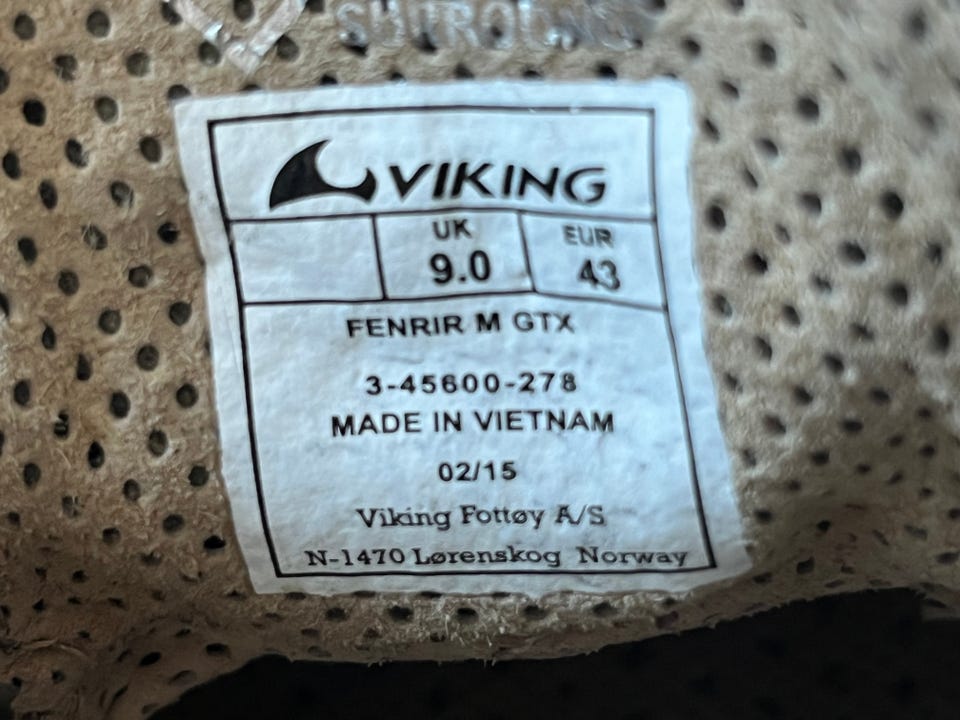 SURROUND
VIKING
UK EUR
9.0 43
FENRIR M GTX
3-45600-278
MADE IN VIETNAM
02/15
Viking Fottøy A/S
N-1470 Lørenskog Norway